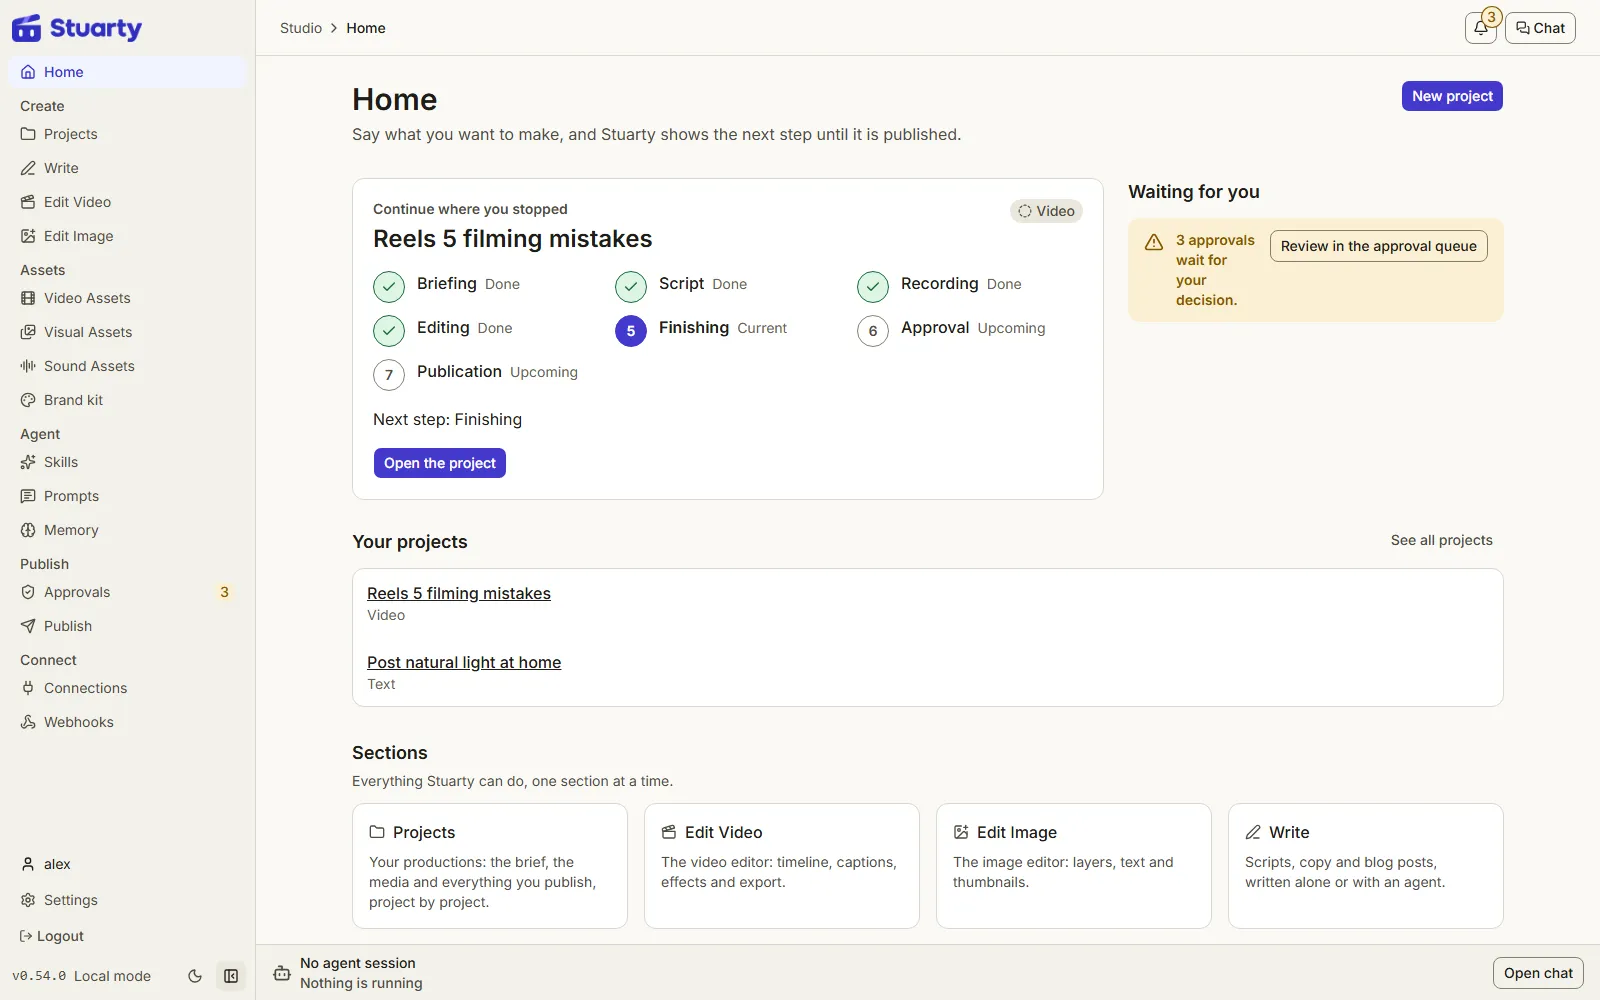 Stuarty
Home
Create
Projects
Write
Edit Video
Edit Image
Assets
Video Assets
Visual Assets
Sound Assets
Brand kit
Agent
Skills
Prompts
Memory
Publish
Approvals 3
Publish
Connect
Connections
Webhooks
alex
Settings
Logout
v0.54.0 Local mode
Studio Home
3
Chat
Home
New project
Say what you want to make, and Stuarty shows the next step until it is published.
Continue where you stopped
Video
Reels 5 filming mistakes
Briefing Done
Script Done
Recording Done
Editing Done
5 Finishing Current
6 Approval Upcoming
7 Publication Upcoming
Next step: Finishing
Open the project
Waiting for you
3 approvals
wait for
your
decision.
Review in the approval queue
Your projects
See all projects
Reels 5 filming mistakes
Video
Post natural light at home
Text
Sections
Everything Stuarty can do, one section at a time.
Projects
Your productions: the brief, the
media and everything you publish,
project by project.
Edit Video
The video editor: timeline, captions,
effects and export.
Edit Image
The image editor: layers, text and
thumbnails.
Write
Scripts, copy and blog posts,
written alone or with an agent.
No agent session
Nothing is running
Open chat